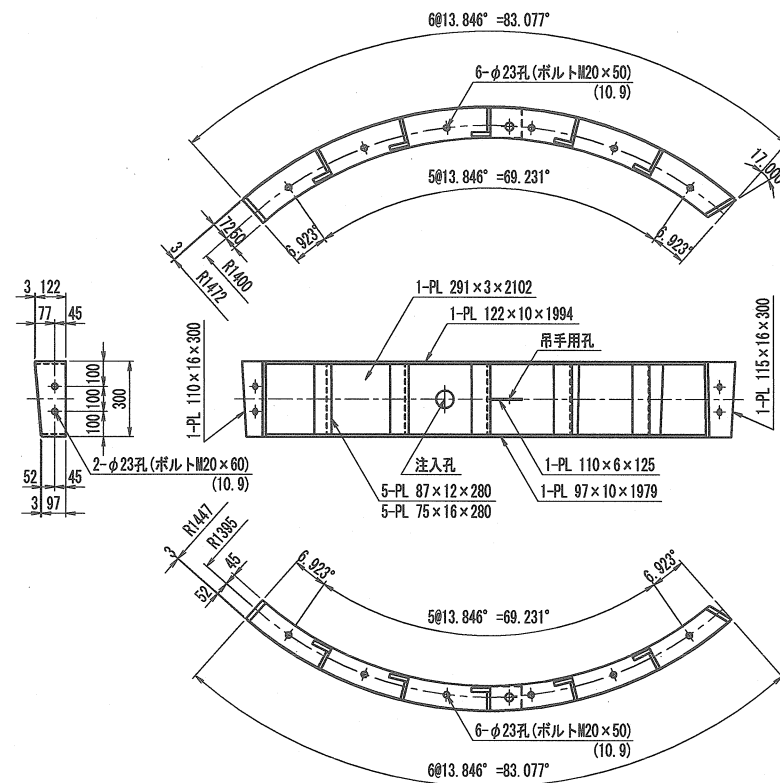 6@13.846° =83.077°
6-φ23孔(ボルトM20×50)
(10.9)
17.000
5@13.846° =69.231°
6.923°
6.923°
7250
3
R1400
R1472
1-PL 291×3×2102
1-PL 122×10×1994
吊手用孔
3 122
77 45
1-PL 110×16×300
1-PL 115×16×300
100
100
100
300
2-φ23孔(ボルトM20×60)
(10.9)
52 45
3 97
注入孔
5-PL 87×12×280
5-PL 75×16×280
1-PL 110×6×125
1-PL 97×10×1979
R1447
R1395
3
45
52
6.923°
6.923°
5@13.846° =69.231°
6-φ23孔(ボルトM20×50)
(10.9)
6@13.846° =83.077°